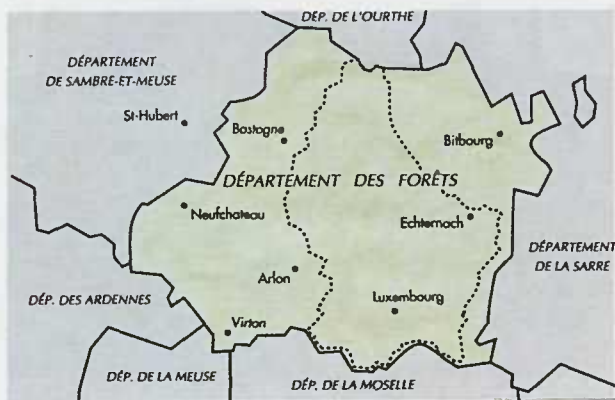 DÉP. DE L'OURTHE
DÉPARTEMENT
DE SAMBRE-ET-MEUSE
St-Hubert
Bastogne
Bitbourg
DÉPARTEMENT DES FORÊTS
Neufchateau
Echternach
DÉPARTEMENT
DE LA SARRE
Arlon
DÉP. DES ARDENNES
Luxembourg
Virton
DÉP. DE LA MEUSE
DÉP. DE LA MOSELLE